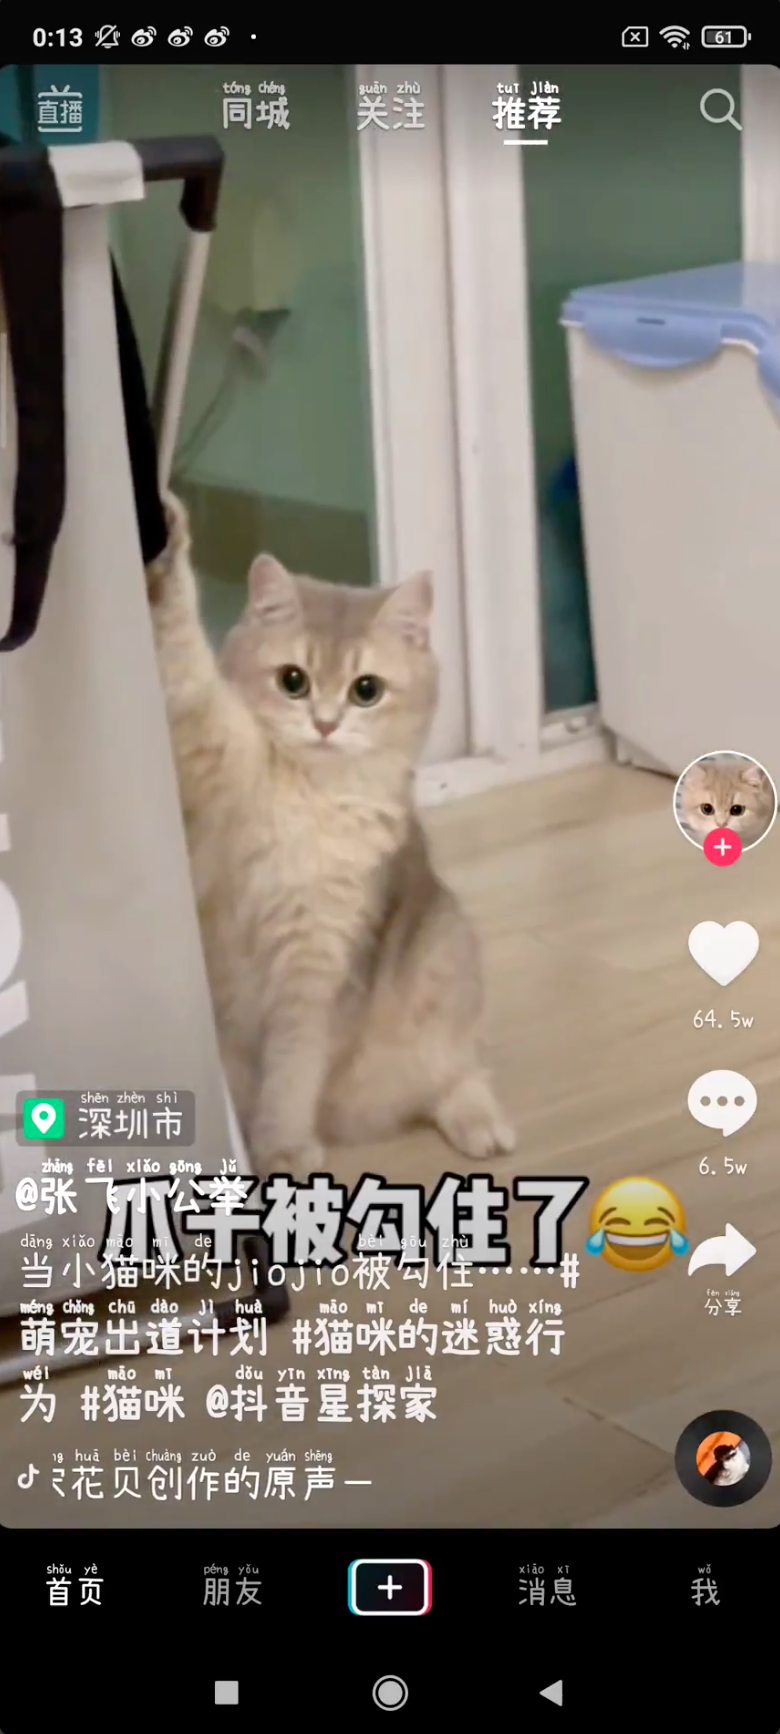 0:13
61
直播
tóng chéng guān zhù tuī jiàn
同城 关注 推荐
64.5w
6.5w
fēn xiǎng
分享
shēn zhèn shì
深圳市
zhāng fēi xiǎo gōng jǔ
@张飞小公举
爪子被勾住了😂
dāng xiǎo māo mī de bèi gōu zhù
当小猫咪的jiojio被勾住……#
méng chǒng chū dào jì huà māo mī de mí huò xíng
萌宠出道计划 #猫咪的迷惑行
wéi māo mī dǒu yīn xīng tàn jiā
为 #猫咪 @抖音星探家
huā bèi chuàng zuò de yuán shēng
花贝创作的原声一
shǒu yè péng yǒu xiāo xī wǒ
首页 朋友 消息 我